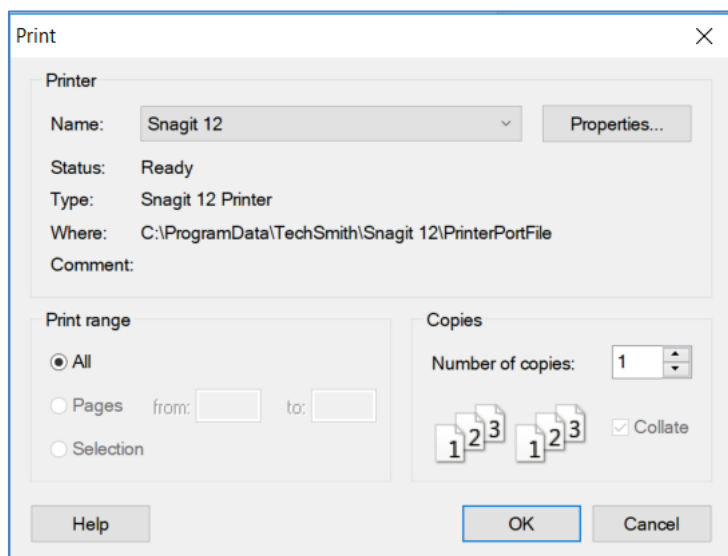 Print
Printer
Name: Snagit 12 Properties...
Status: Ready
Type: Snagit 12 Printer
Where: C:\ProgramData\TechSmith\Snagit 12\PrinterPortFile
Comment:
Print range
All
Pages from: to:
Selection
Copies
Number of copies: 1
1 2 3 1 2 3 Collate
Help OK Cancel